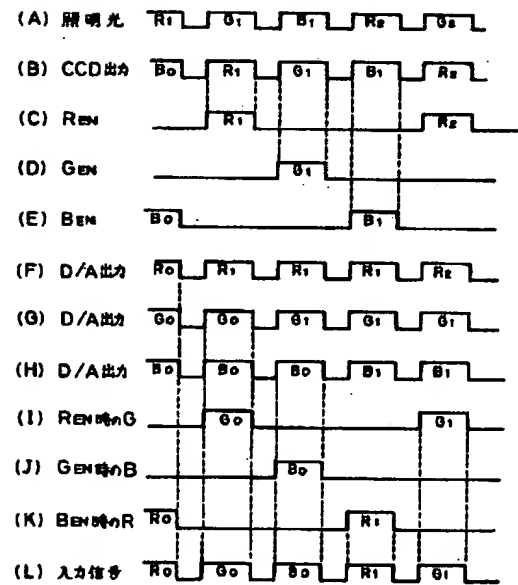 (A) 照明光 R1 G1 B1 R2 G2
(B) CCD出力 B0 R1 G1 B1 R2
(C) REN R1 R2
(D) GEN G1
(E) BEN B0 B1
(F) D/A出力 R0 R1 R1 R1 R2
(G) D/A出力 G0 G0 G1 G1 G1
(H) D/A出力 B0 B0 B0 B1 B1
(I) REN時のG G0 G1
(J) GEN時のB B0
(K) BEN時のR R0 R1
(L) 入力信号 R0 G0 B0 R1 G1